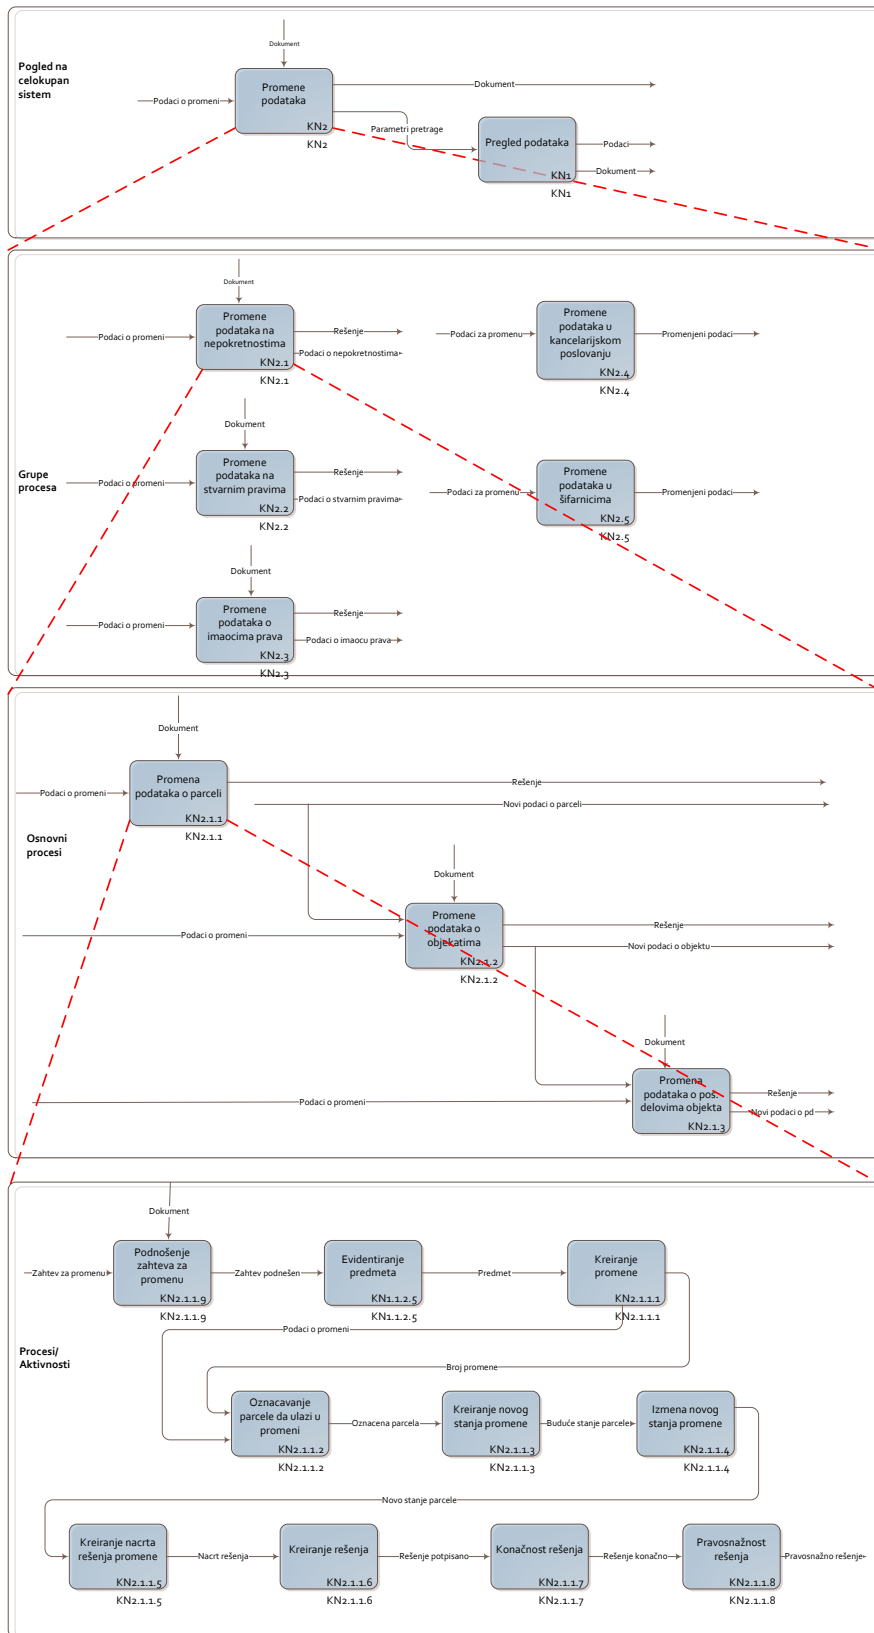 Pogled na
celokupan
sistem
Dokument
Promene
podataka
KN2
KN2
Podaci o promeni
Dokument
Parametri pretrage
Pregled podataka
KN1
KN1
Podaci
Dokument
Grupe
procesa
Dokument
Podaci o promeni
Promene
podataka na
nepokretnostima
KN2.1
KN2.1
Rešenje
Podaci o nepokretnostima
Podaci za promenu
Promene
podataka u
kancelarijskom
poslovanju
KN2.4
KN2.4
Promenjeni podaci
Dokument
Podaci o promeni
Promene
podataka na
stvarnim pravima
KN2.2
KN2.2
Rešenje
Podaci o stvarnim pravima
Podaci za promenu
Promene
podataka u
šifarnicima
KN2.5
KN2.5
Promenjeni podaci
Dokument
Podaci o promeni
Promene
podataka o
imaocima prava
KN2.3
KN2.3
Rešenje
Podaci o imaocu prava
Osnovni
procesi
Dokument
Podaci o promeni
Promena
podataka o parceli
KN2.1.1
KN2.1.1
Rešenje
Novi podaci o parceli
Dokument
Podaci o promeni
Promene
podataka o
objekatima
KN2.1.2
KN2.1.2
Rešenje
Novi podaci o objektu
Dokument
Podaci o promeni
Promena
podataka o pos.
delovima objekta
KN2.1.3
Rešenje
Novi podaci o pd
Procesi/
Aktivnosti
Dokument
Zahtev za promenu
Podnošenje
zahteva za
promenu
KN2.1.1.9
KN2.1.1.9
Zahtev podnešen
Evidentiranje
predmeta
KN1.1.2.5
KN1.1.2.5
Predmet
Kreiranje
promene
KN2.1.1.1
KN2.1.1.1
Podaci o promeni
Broj promene
Oznacavanje
parcele da ulazi u
promeni
KN2.1.1.2
KN2.1.1.2
Oznacena parcela
Kreiranje novog
stanja promene
KN2.1.1.3
KN2.1.1.3
Buduće stanje parcele
Izmena novog
stanja promene
KN2.1.1.4
KN2.1.1.4
Novo stanje parcele
Kreiranje nacrta
rešenja promene
KN2.1.1.5
KN2.1.1.5
Nacrt rešenja
Kreiranje rešenja
KN2.1.1.6
KN2.1.1.6
Rešenje potpisano
Konačnost rešenja
KN2.1.1.7
KN2.1.1.7
Rešenje konačno
Pravosnažnost
rešenja
KN2.1.1.8
KN2.1.1.8
Pravosnažno rešenje